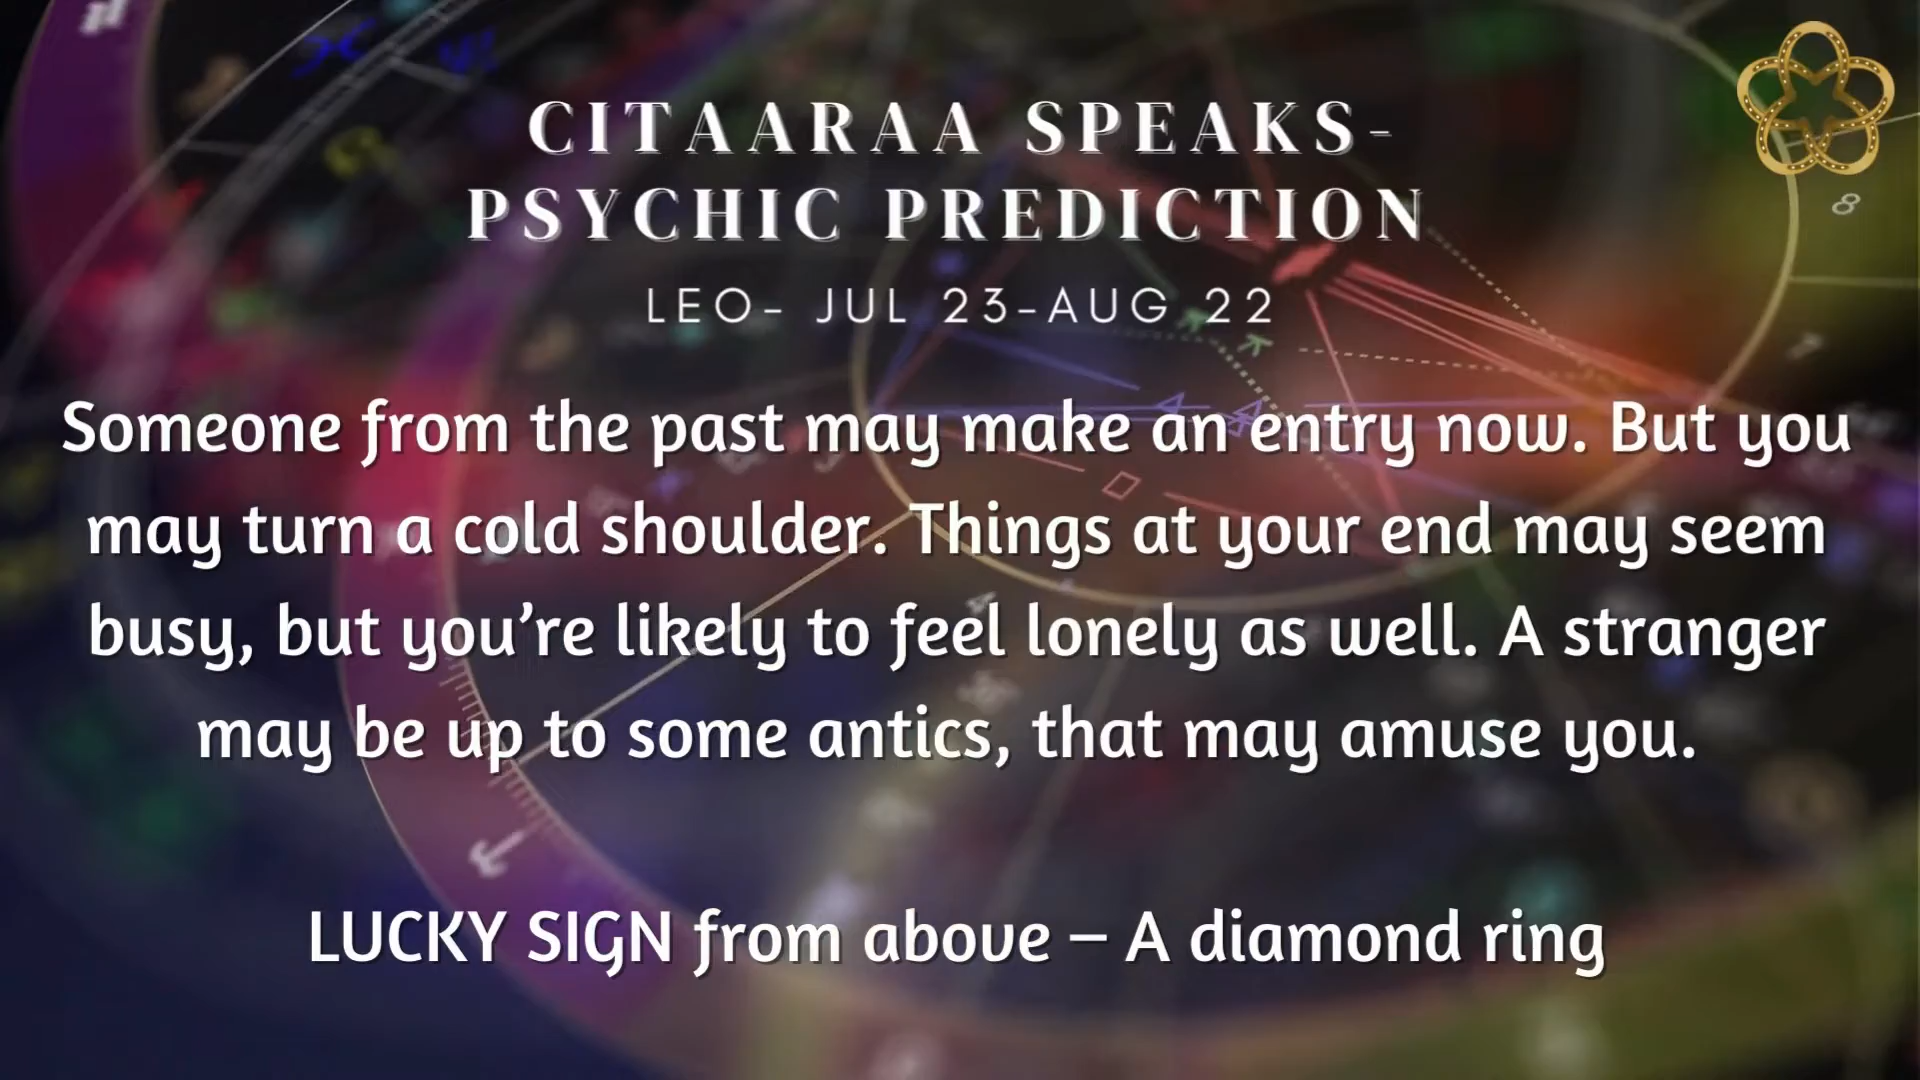 CITAARAA SPEAKS-
PSYCHIC PREDICTION
LEO- JUL 23-AUG 22
8
7
Someone from the past may make an entry now. But you
may turn a cold shoulder. Things at your end may seem
busy, but you’re likely to feel lonely as well. A stranger
may be up to some antics, that may amuse you.
LUCKY SIGN from above – A diamond ring